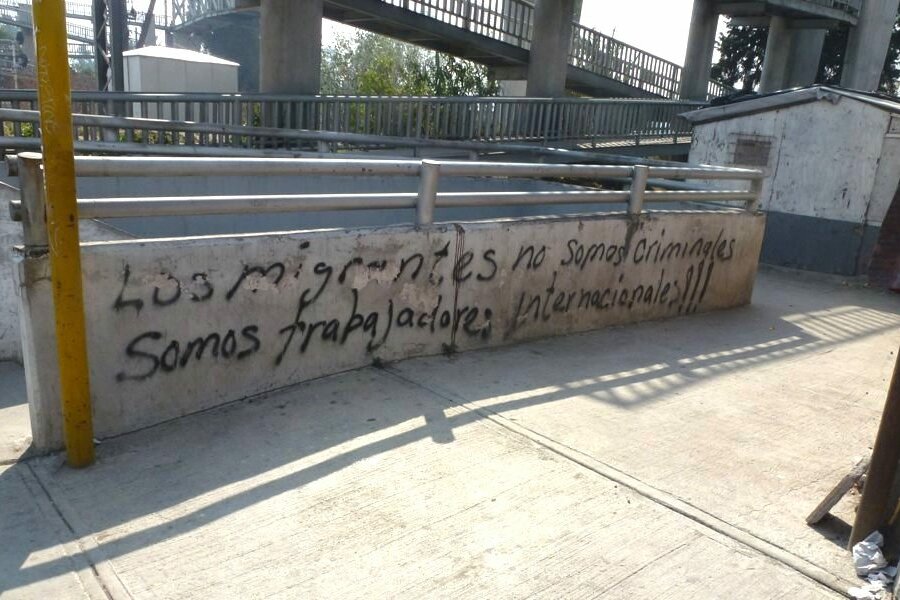 Los migrantes no somos criminales
Somos trabajadores Internacionales!!!